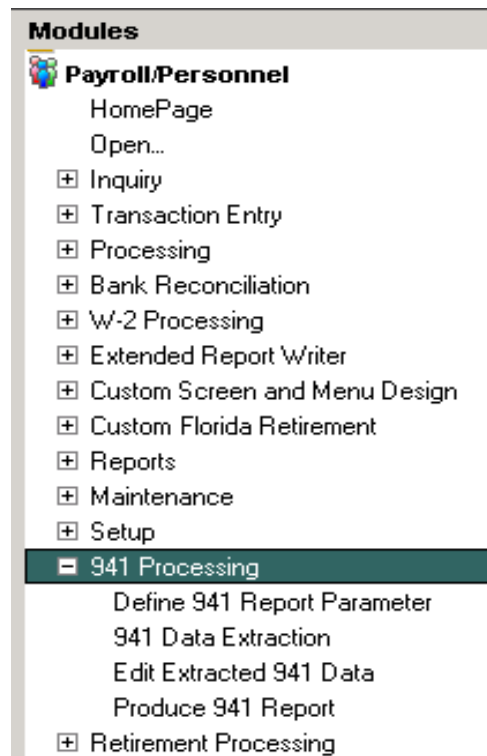 Modules
Payroll/Personnel
HomePage
Open...
Inquiry
Transaction Entry
Processing
Bank Reconciliation
W-2 Processing
Extended Report Writer
Custom Screen and Menu Design
Custom Florida Retirement
Reports
Maintenance
Setup
941 Processing
Define 941 Report Parameter
941 Data Extraction
Edit Extracted 941 Data
Produce 941 Report
Retirement Processing